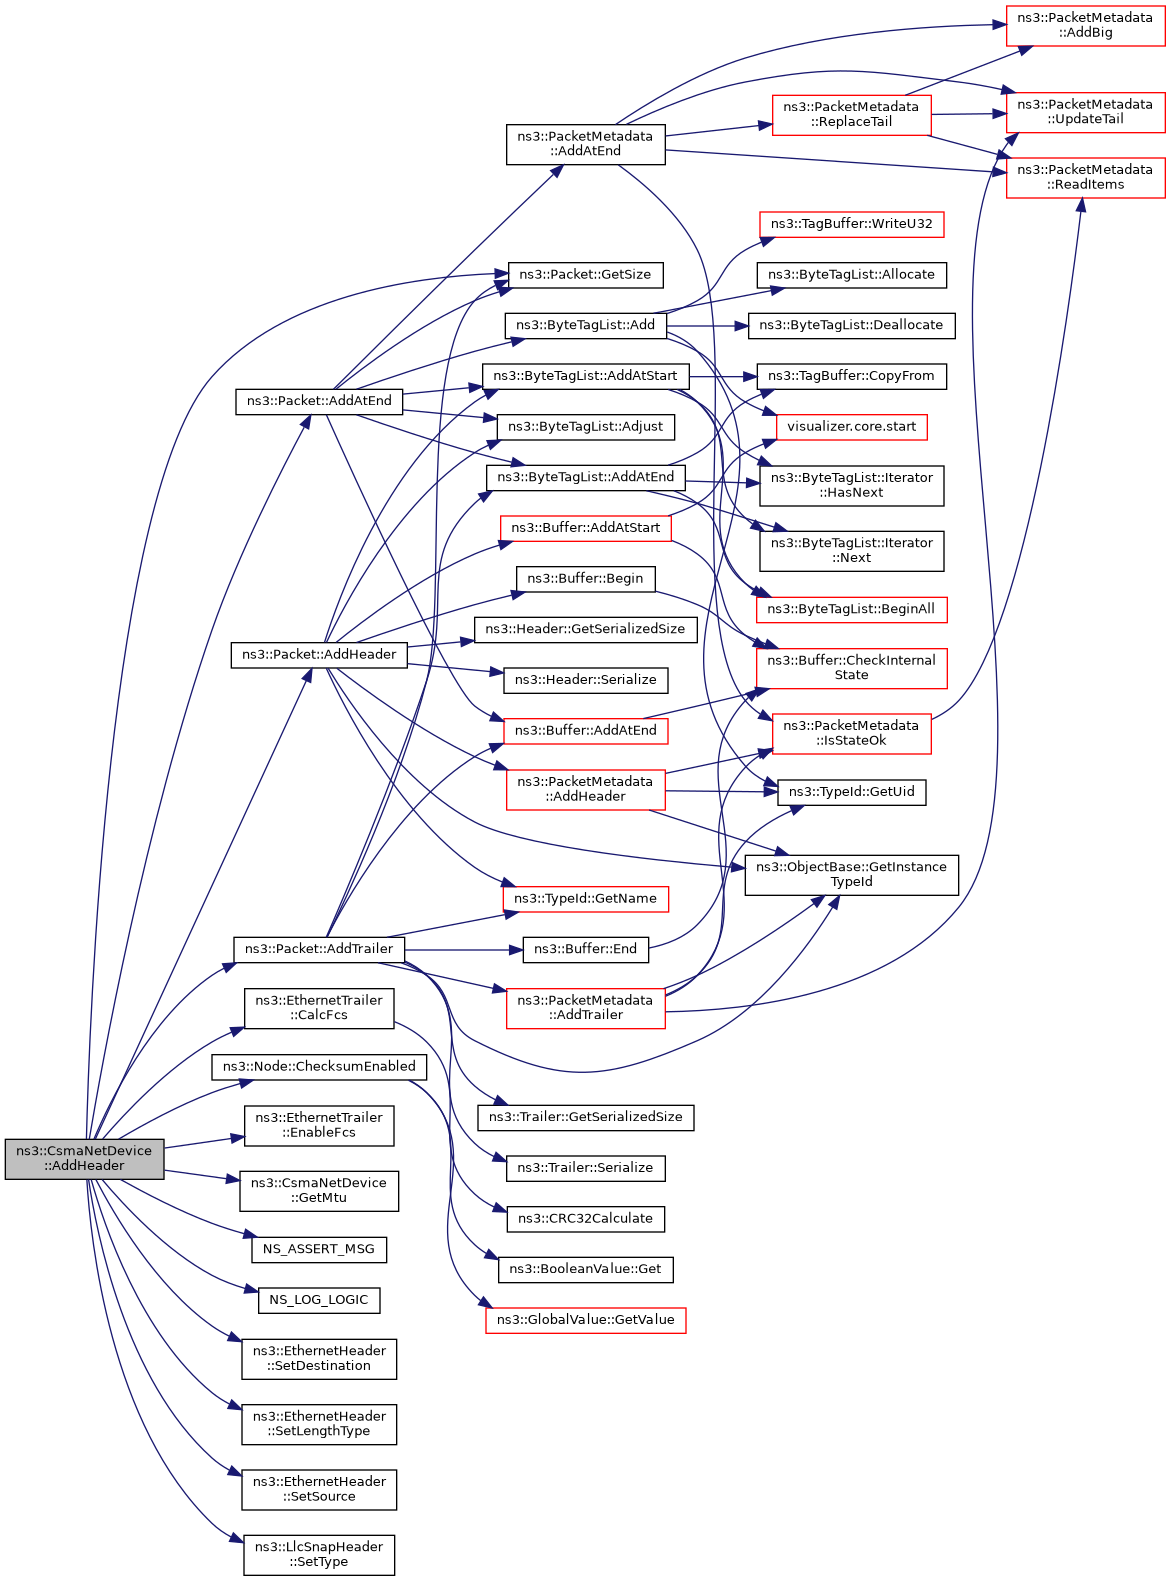 ns3::PacketMetadata
::AddBig
ns3::PacketMetadata
::UpdateTail
ns3::PacketMetadata
::ReplaceTail
ns3::PacketMetadata
::AddAtEnd
ns3::PacketMetadata
::ReadItems
ns3::TagBuffer::WriteU32
ns3::Packet::GetSize
ns3::ByteTagList::Allocate
ns3::ByteTagList::Add
ns3::ByteTagList::Deallocate
ns3::ByteTagList::AddAtStart
ns3::TagBuffer::CopyFrom
ns3::Packet::AddAtEnd
ns3::ByteTagList::Adjust
visualizer.core.start
ns3::ByteTagList::AddAtEnd
ns3::ByteTagList::Iterator
::HasNext
ns3::Buffer::AddAtStart
ns3::ByteTagList::Iterator
::Next
ns3::Buffer::Begin
ns3::ByteTagList::BeginAll
ns3::Header::GetSerializedSize
ns3::Packet::AddHeader
ns3::Buffer::CheckInternal
State
ns3::Header::Serialize
ns3::Buffer::AddAtEnd
ns3::PacketMetadata
::IsStateOk
ns3::PacketMetadata
::AddHeader
ns3::TypeId::GetUid
ns3::ObjectBase::GetInstance
TypeId
ns3::TypeId::GetName
ns3::Packet::AddTrailer
ns3::Buffer::End
ns3::EthernetTrailer
::CalcFcs
ns3::PacketMetadata
::AddTrailer
ns3::Node::ChecksumEnabled
ns3::EthernetTrailer
::EnableFcs
ns3::Trailer::GetSerializedSize
ns3::CsmaNetDevice
::AddHeader
ns3::Trailer::Serialize
ns3::CsmaNetDevice
::GetMtu
ns3::CRC32Calculate
NS_ASSERT_MSG
ns3::BooleanValue::Get
NS_LOG_LOGIC
ns3::GlobalValue::GetValue
ns3::EthernetHeader
::SetDestination
ns3::EthernetHeader
::SetLengthType
ns3::EthernetHeader
::SetSource
ns3::LlcSnapHeader
::SetType